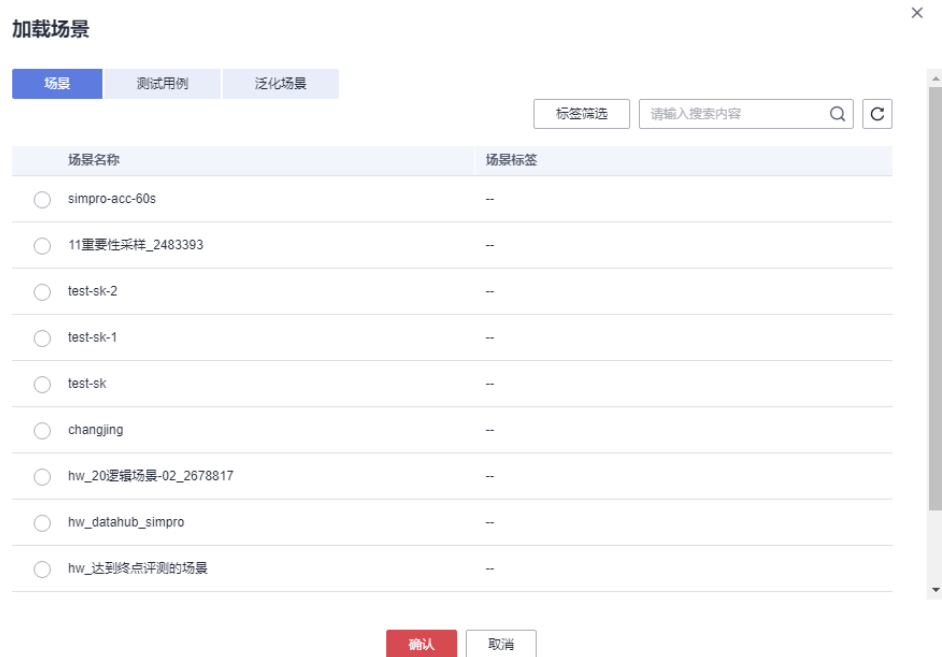 加载场景
场景 测试用例 泛化场景
标签筛选 请输入搜索内容
场景名称 场景标签
simpro-acc-60s --
11重要性采样_2483393 --
test-sk-2 --
test-sk-1 --
test-sk --
changjing --
hw_20逻辑场景-02_2678817 --
hw_datahub_simpro --
hw_达到终点评测的场景 --
确认 取消